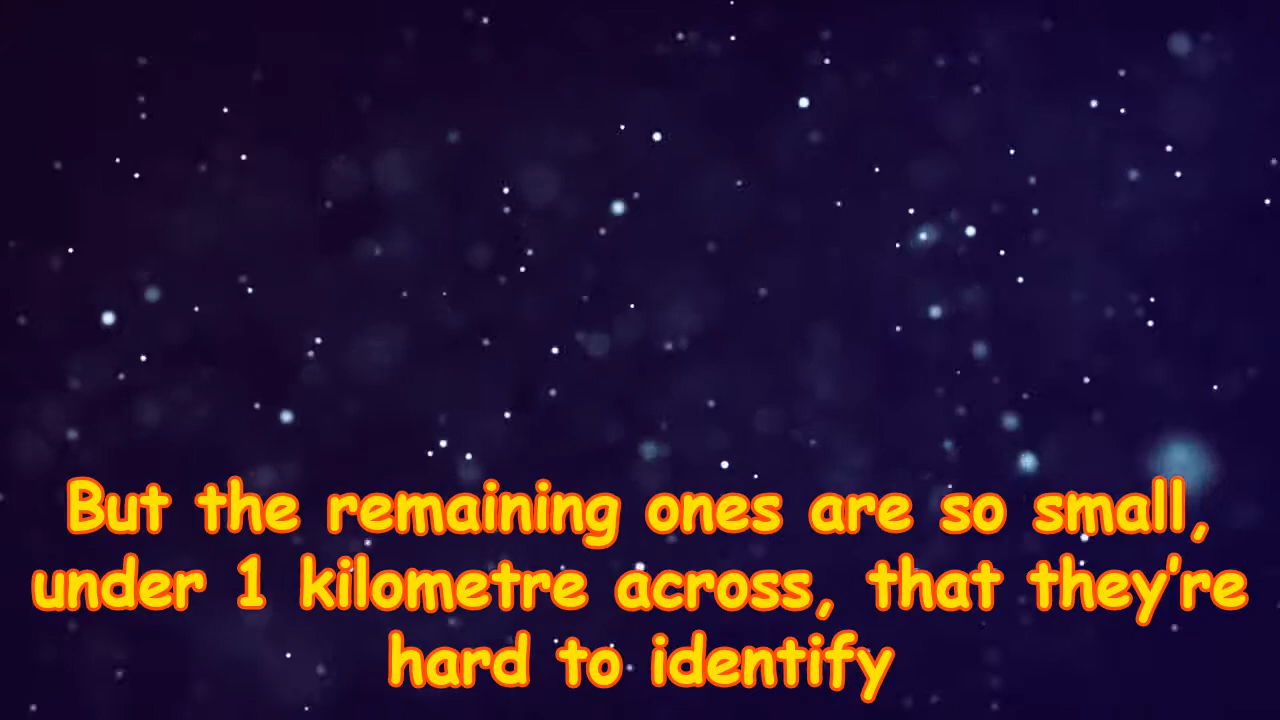 But the remaining ones are so small,
under 1 kilometre across, that they're
hard to identify